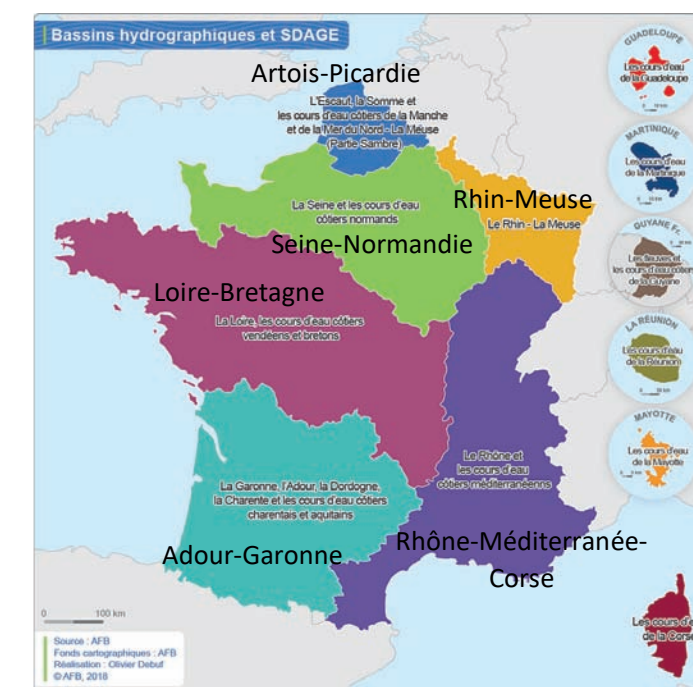 Bassins hydrographiques et SDAGE
Artois-Picardie
L'Escaut, la Somme et
les cours d'eau côtiers de la Manche
et de la Mer du Nord - La Meuse
(Partie Sambre)
Rhin-Meuse
Le Rhin - La Meuse
La Seine et les cours d'eau
côtiers normands
Seine-Normandie
Loire-Bretagne
La Loire, les cours d'eau côtiers
vendéens et bretons
Le Rhône et
les cours d'eau
côtiers méditerranéens
La Garonne, l'Adour, la Dordogne,
la Charente et les cours d'eau côtiers
charentais et aquitains
Adour-Garonne
Rhône-Méditerranée-
Corse
GUADELOUPE
Les cours d'eau
de la Guadeloupe
MARTINIQUE
Les cours d'eau
de la Martinique
GUYANE Fr.
Les fleuves et
les cours d'eau côtiers
de la Guyane
LA RÉUNION
Les cours d'eau
de la Réunion
MAYOTTE
Les cours d'eau
de la Mayotte
Les cours d'e
de la Corse
0 100 km
Source : AFB
Fonds cartographiques : AFB
Réalisation : Olivier Debuf
© AFB, 2018